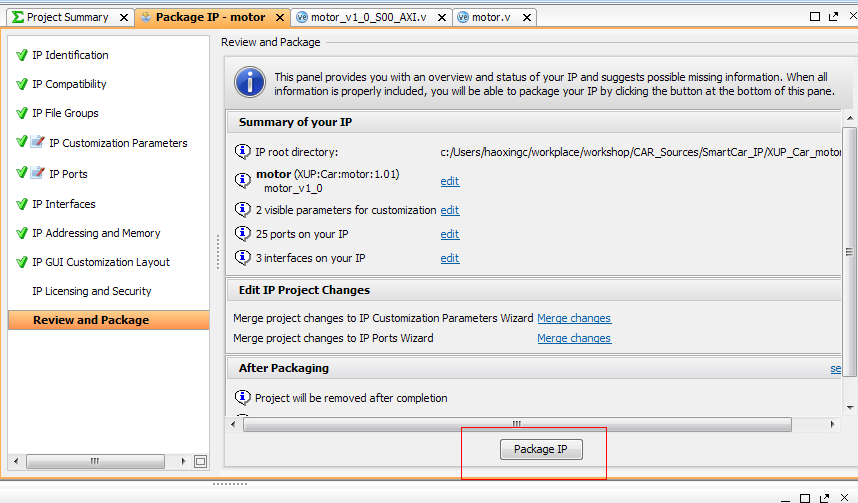 Project Summary
Package IP - motor
motor_v1_0_S00_AXI.v
motor.v
IP Identification
IP Compatibility
IP File Groups
IP Customization Parameters
IP Ports
IP Interfaces
IP Addressing and Memory
IP GUI Customization Layout
IP Licensing and Security
Review and Package
Review and Package
This panel provides you with an overview and status of your IP and suggests possible missing information. When all
information is properly included, you will be able to package your IP by clicking the button at the bottom of this pane.
Summary of your IP
IP root directory: c:/Users/haoxingc/workplace/workshop/CAR_Sources/SmartCar_IP/XUP_Car_motor
motor (XUP:Car:motor:1.01)
motor_v1_0
edit
2 visible parameters for customization edit
25 ports on your IP edit
3 interfaces on your IP edit
Edit IP Project Changes
Merge project changes to IP Customization Parameters Wizard Merge changes
Merge project changes to IP Ports Wizard Merge changes
After Packaging se
Project will be removed after completion
Package IP